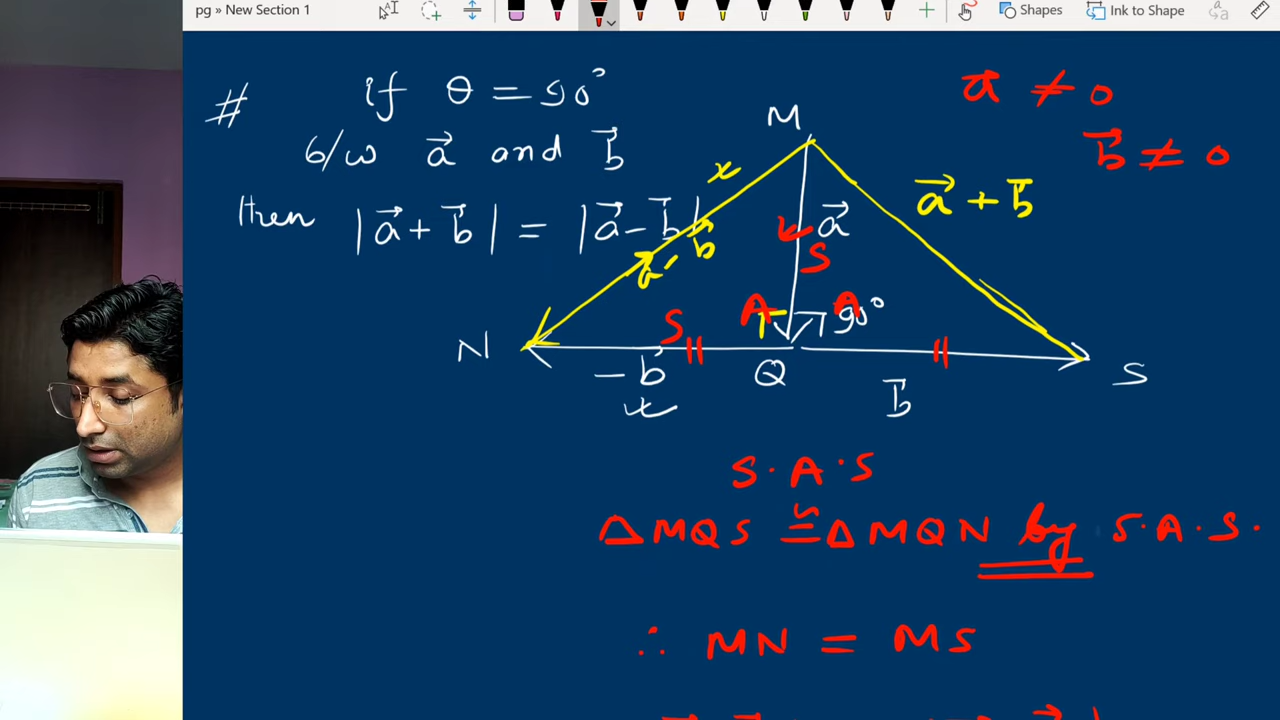 pg » New Section 1
Shapes
Ink to Shape
# if θ = 90°
b/w a⃗ and b⃗
then |a⃗ + b⃗| = |a⃗ - b⃗|
a⃗ ≠ 0
b⃗ ≠ 0
M
x
a⃗ + b⃗
a⃗
S
a⃗ - b⃗
S
A
A
90°
N
- b⃗
Q
b⃗
S
x
S.A.S
ΔMQS ≅ ΔMQN by S.A.S.
∴ MN = MS